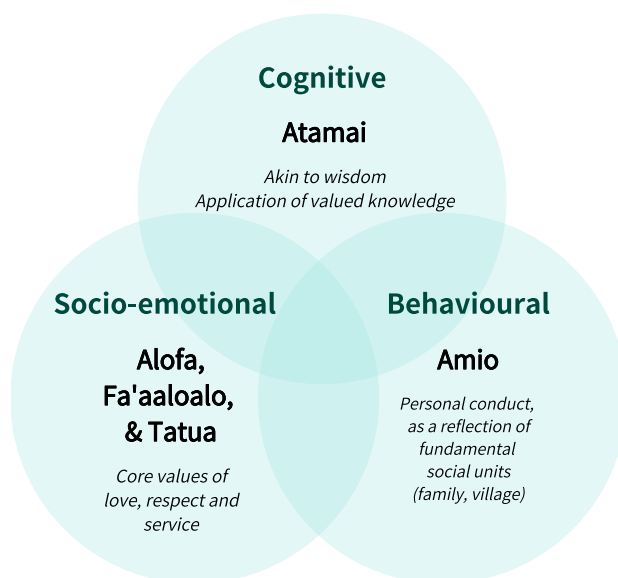 Cognitive
Atamai
Akin to wisdom
Application of valued knowledge
Socio-emotional
Alofa,
Fa'aaloalo,
& Tatua
Core values of
love, respect and
service
Behavioural
Amio
Personal conduct,
as a reflection of
fundamental
social units
(family, village)